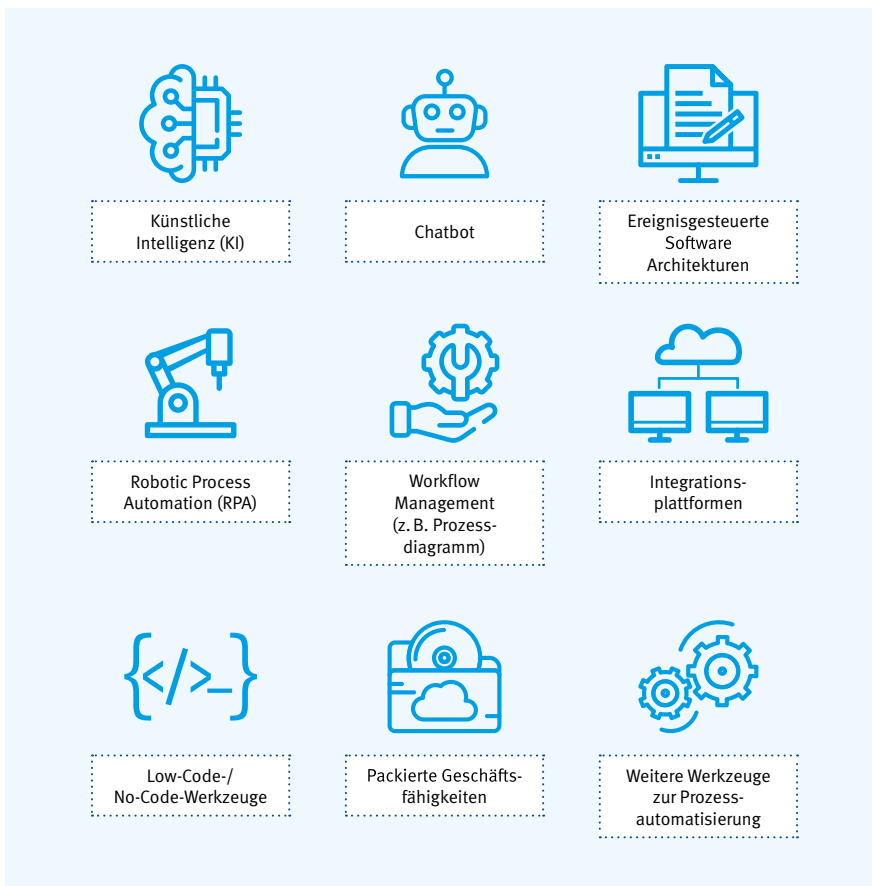 Künstliche
Intelligenz (KI)
Chatbot
Ereignisgesteuerte
Software
Architekturen
Robotic Process
Automation (RPA)
Workflow
Management
(z. B. Prozess-
diagramm)
Integrations-
plattformen
{</>_}
Low-Code-/
No-Code-Werkzeuge
Packierte Geschäfts-
fähigkeiten
Weitere Werkzeuge
zur Prozess-
automatisierung